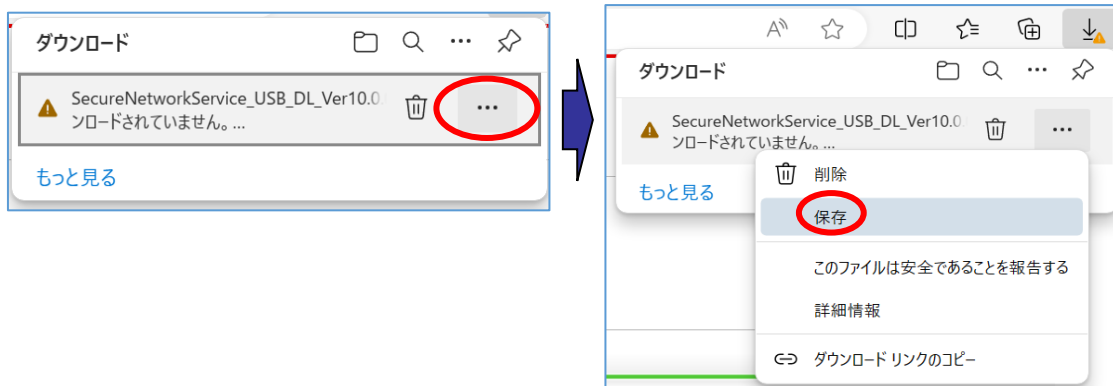 ダウンロード
SecureNetworkService_USB_DL_Ver10.0.
ンロードされていません。...
もっと見る
ダウンロード
SecureNetworkService_USB_DL_Ver10.0.
ンロードされていません。...
もっと見る
削除
保存
このファイルは安全であることを報告する
詳細情報
ダウンロード リンクのコピー